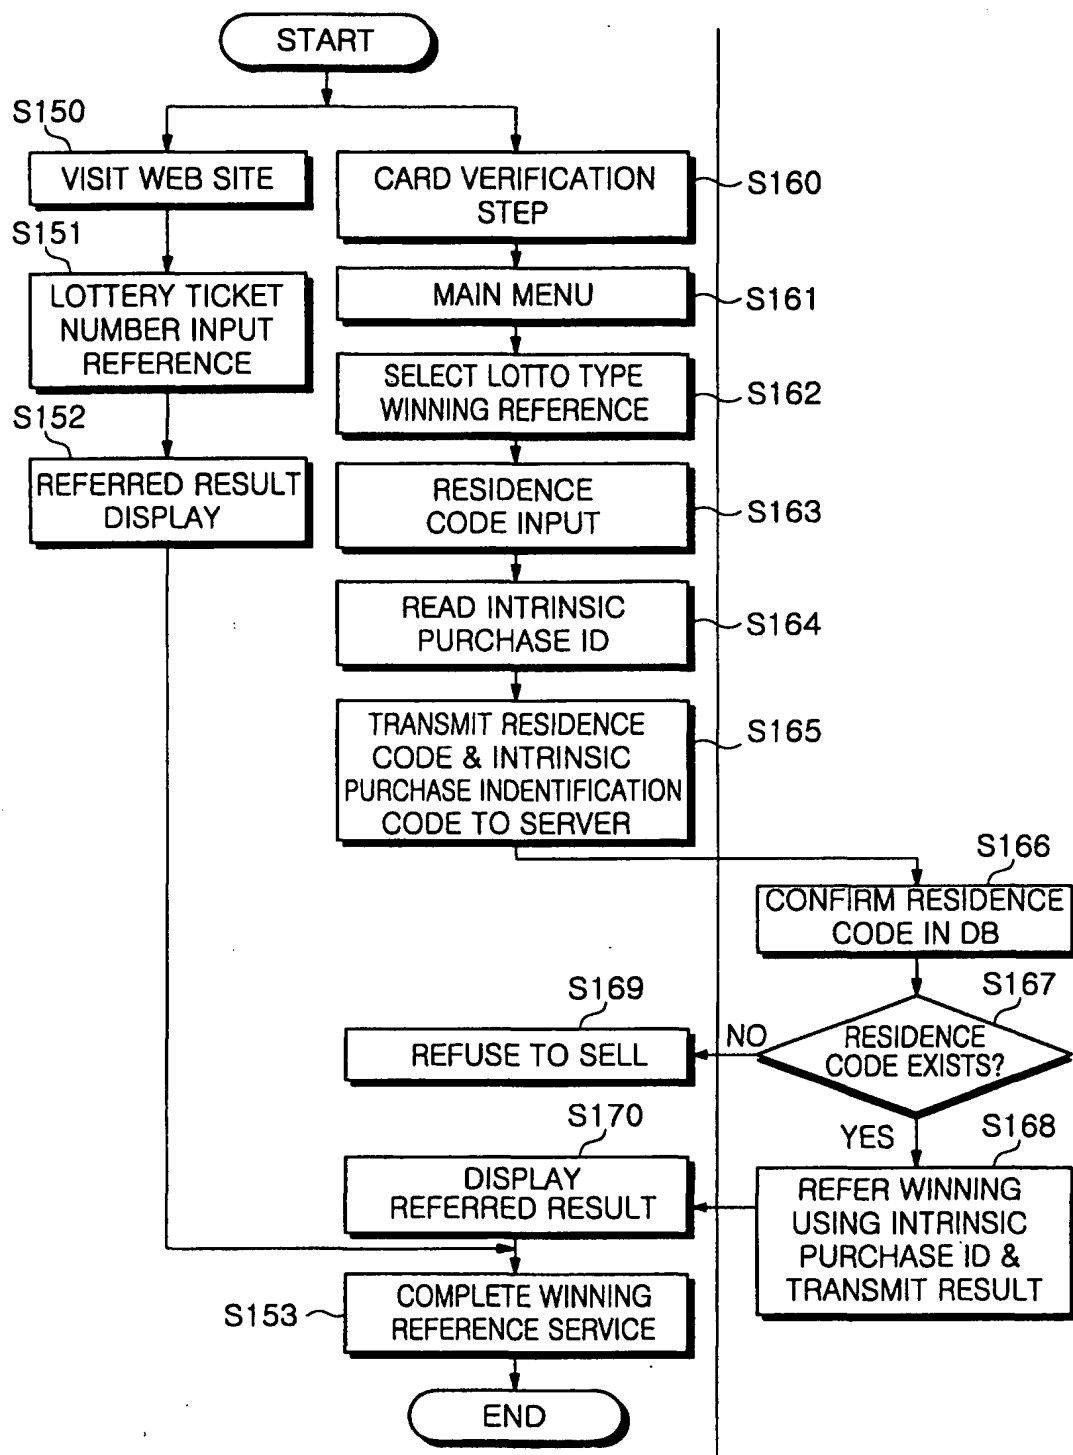 START
S150
VISIT WEB SITE
S151
LOTTERY TICKET
NUMBER INPUT
REFERENCE
S152
REFERRED RESULT
DISPLAY
CARD VERIFICATION
STEP
S160
MAIN MENU
S161
SELECT LOTTO TYPE
WINNING REFERENCE
S162
RESIDENCE
CODE INPUT
S163
READ INTRINSIC
PURCHASE ID
S164
TRANSMIT RESIDENCE
CODE & INTRINSIC
PURCHASE INDENTIFICATION
CODE TO SERVER
S165
S166
CONFIRM RESIDENCE
CODE IN DB
S167
RESIDENCE
CODE EXISTS?
NO
S169
REFUSE TO SELL
YES
S168
REFER WINNING
USING INTRINSIC
PURCHASE ID &
TRANSMIT RESULT
S170
DISPLAY
REFERRED RESULT
S153
COMPLETE WINNING
REFERENCE SERVICE
END